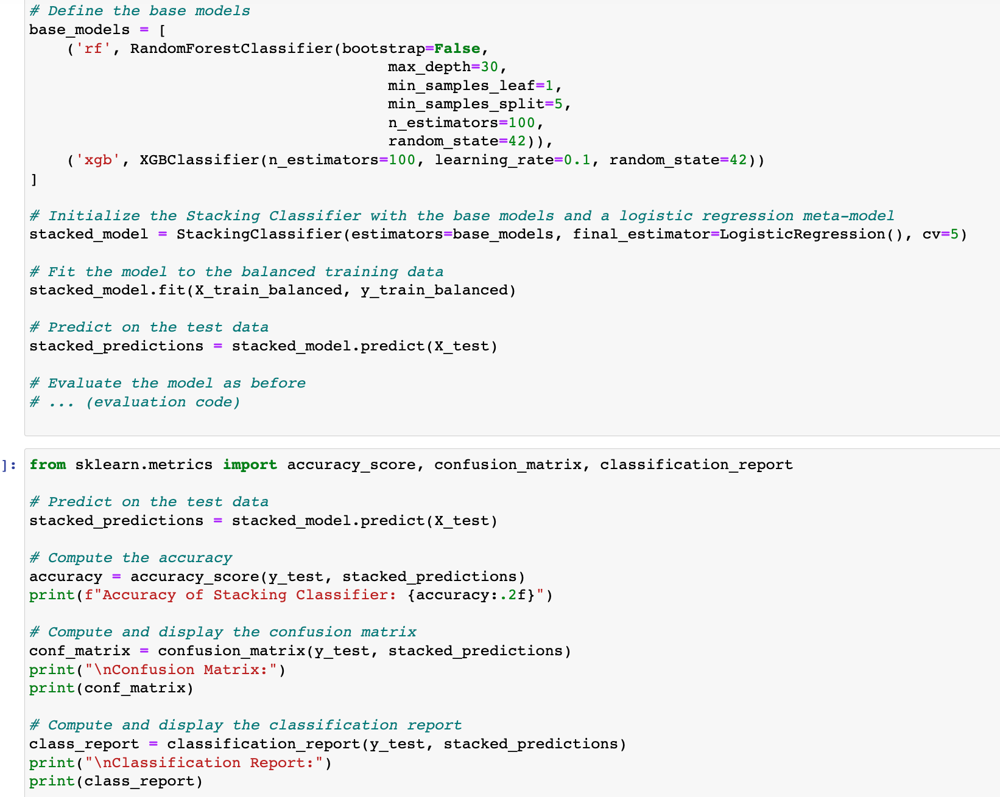 # Define the base models
base_models = [
    ('rf', RandomForestClassifier(bootstrap=False,
                                       max_depth=30,
                                       min_samples_leaf=1,
                                       min_samples_split=5,
                                       n_estimators=100,
                                       random_state=42)),
    ('xgb', XGBClassifier(n_estimators=100, learning_rate=0.1, random_state=42))
]
# Initialize the Stacking Classifier with the base models and a logistic regression meta-model
stacked_model = StackingClassifier(estimators=base_models, final_estimator=LogisticRegression(), cv=5)
# Fit the model to the balanced training data
stacked_model.fit(X_train_balanced, y_train_balanced)
# Predict on the test data
stacked_predictions = stacked_model.predict(X_test)
# Evaluate the model as before
# ... (evaluation code)
]: from sklearn.metrics import accuracy_score, confusion_matrix, classification_report
# Predict on the test data
stacked_predictions = stacked_model.predict(X_test)
# Compute the accuracy
accuracy = accuracy_score(y_test, stacked_predictions)
print(f"Accuracy of Stacking Classifier: {accuracy:.2f}")
# Compute and display the confusion matrix
conf_matrix = confusion_matrix(y_test, stacked_predictions)
print("\nConfusion Matrix:")
print(conf_matrix)
# Compute and display the classification report
class_report = classification_report(y_test, stacked_predictions)
print("\nClassification Report:")
print(class_report)